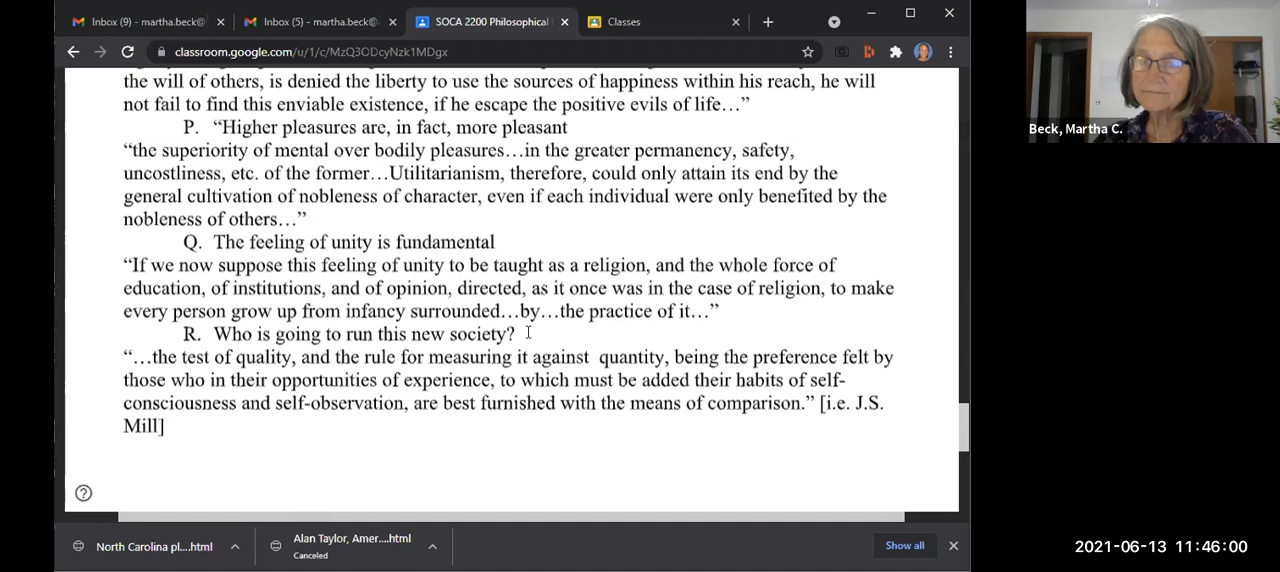 Inbox (9) - martha.beck@
Inbox (5) - martha.beck@
SOCA 2200 Philosophical
Classes
classroom.google.com/u/1/c/MzQ3ODcyNzk1MDgx
the will of others, is denied the liberty to use the sources of happiness within his reach, he will
not fail to find this enviable existence, if he escape the positive evils of life…”
P. “Higher pleasures are, in fact, more pleasant
“the superiority of mental over bodily pleasures…in the greater permanency, safety,
uncostliness, etc. of the former…Utilitarianism, therefore, could only attain its end by the
general cultivation of nobleness of character, even if each individual were only benefited by the
nobleness of others…”
Q. The feeling of unity is fundamental
“If we now suppose this feeling of unity to be taught as a religion, and the whole force of
education, of institutions, and of opinion, directed, as it once was in the case of religion, to make
every person grow up from infancy surrounded…by…the practice of it…”
R. Who is going to run this new society?
“…the test of quality, and the rule for measuring it against quantity, being the preference felt by
those who in their opportunities of experience, to which must be added their habits of self-
consciousness and self-observation, are best furnished with the means of comparison.” [i.e. J.S.
Mill]
North Carolina pl....html
Alan Taylor, Amer....html
Canceled
Show all
Beck, Martha C.
2021-06-13 11:46:00